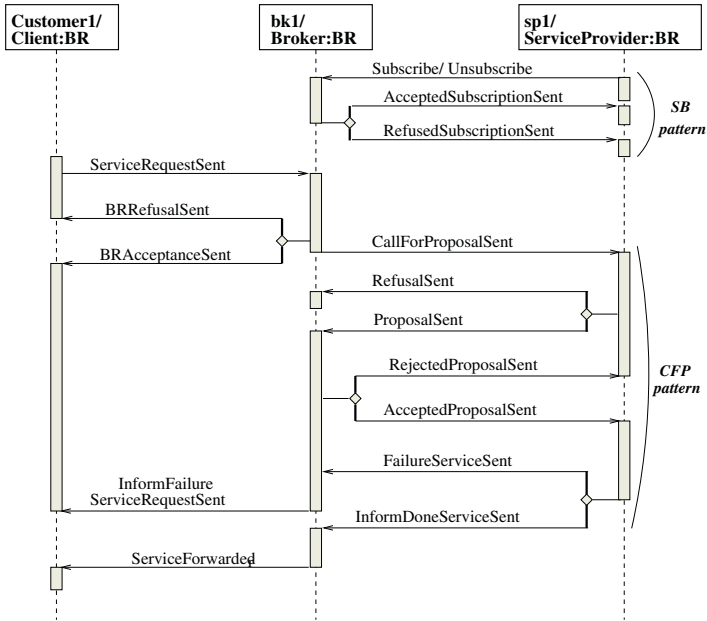 Customer1/
Client:BR
bk1/
Broker:BR
sp1/
ServiceProvider:BR
Subscribe/ Unsubscribe
AcceptedSubscriptionSent
RefusedSubscriptionSent
SB
pattern
ServiceRequestSent
BRRefusalSent
CallForProposalSent
BRAcceptanceSent
RefusalSent
ProposalSent
RejectedProposalSent
CFP
pattern
AcceptedProposalSent
FailureServiceSent
InformFailure
ServiceRequestSent
InformDoneServiceSent
ServiceForwarded